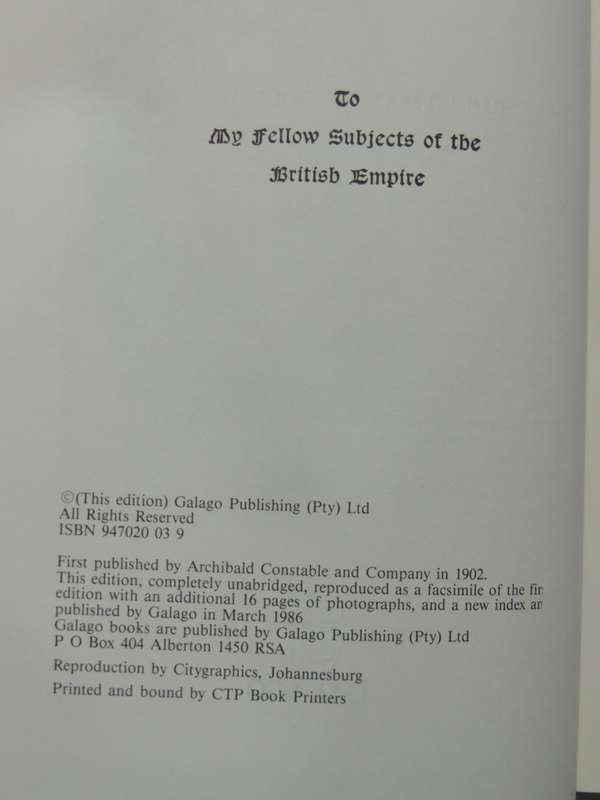 To
My Fellow Subjects of the
British Empire
©(This edition) Galago Publishing (Pty) Ltd
All Rights Reserved
ISBN 947020 03 9
First published by Archibald Constable and Company in 1902.
This edition, completely unabridged, reproduced as a facsimile of the fir
edition with an additional 16 pages of photographs, and a new index an
published by Galago in March 1986
Galago books are published by Galago Publishing (Pty) Ltd
P O Box 404 Alberton 1450 RSA
Reproduction by Citygraphics, Johannesburg
Printed and bound by CTP Book Printers